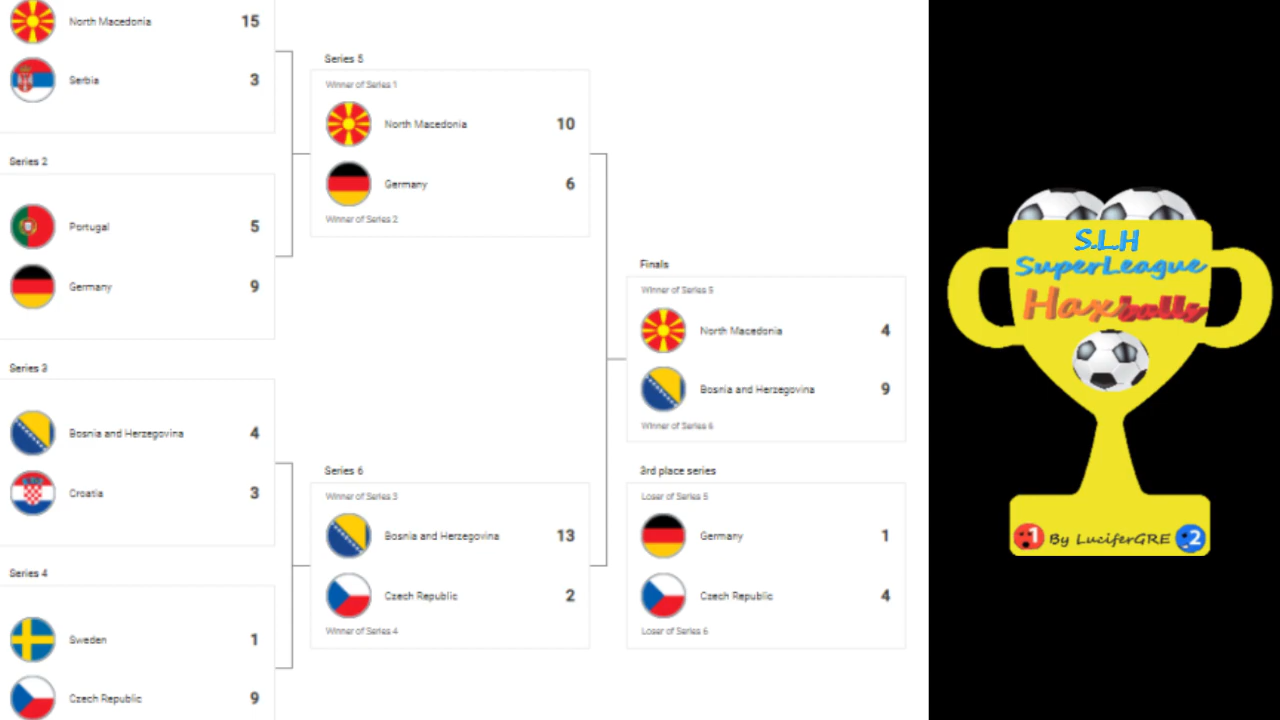 North Macedonia 15
Serbia 3
Series 2
Portugal 5
Germany 9
Series 3
Bosnia and Herzegovina 4
Croatia 3
Series 4
Sweden 1
Czech Republic 9
Series 5
Winner of Series 1
North Macedonia 10
Germany 6
Winner of Series 2
Series 6
Winner of Series 3
Bosnia and Herzegovina 13
Czech Republic 2
Winner of Series 4
Finals
Winner of Series 5
North Macedonia 4
Bosnia and Herzegovina 9
Winner of Series 6
3rd place series
Loser of Series 5
Germany 1
Czech Republic 4
Loser of Series 6
S.L.H
SuperLeague
Haxballs
1 By LuciferGRE 2